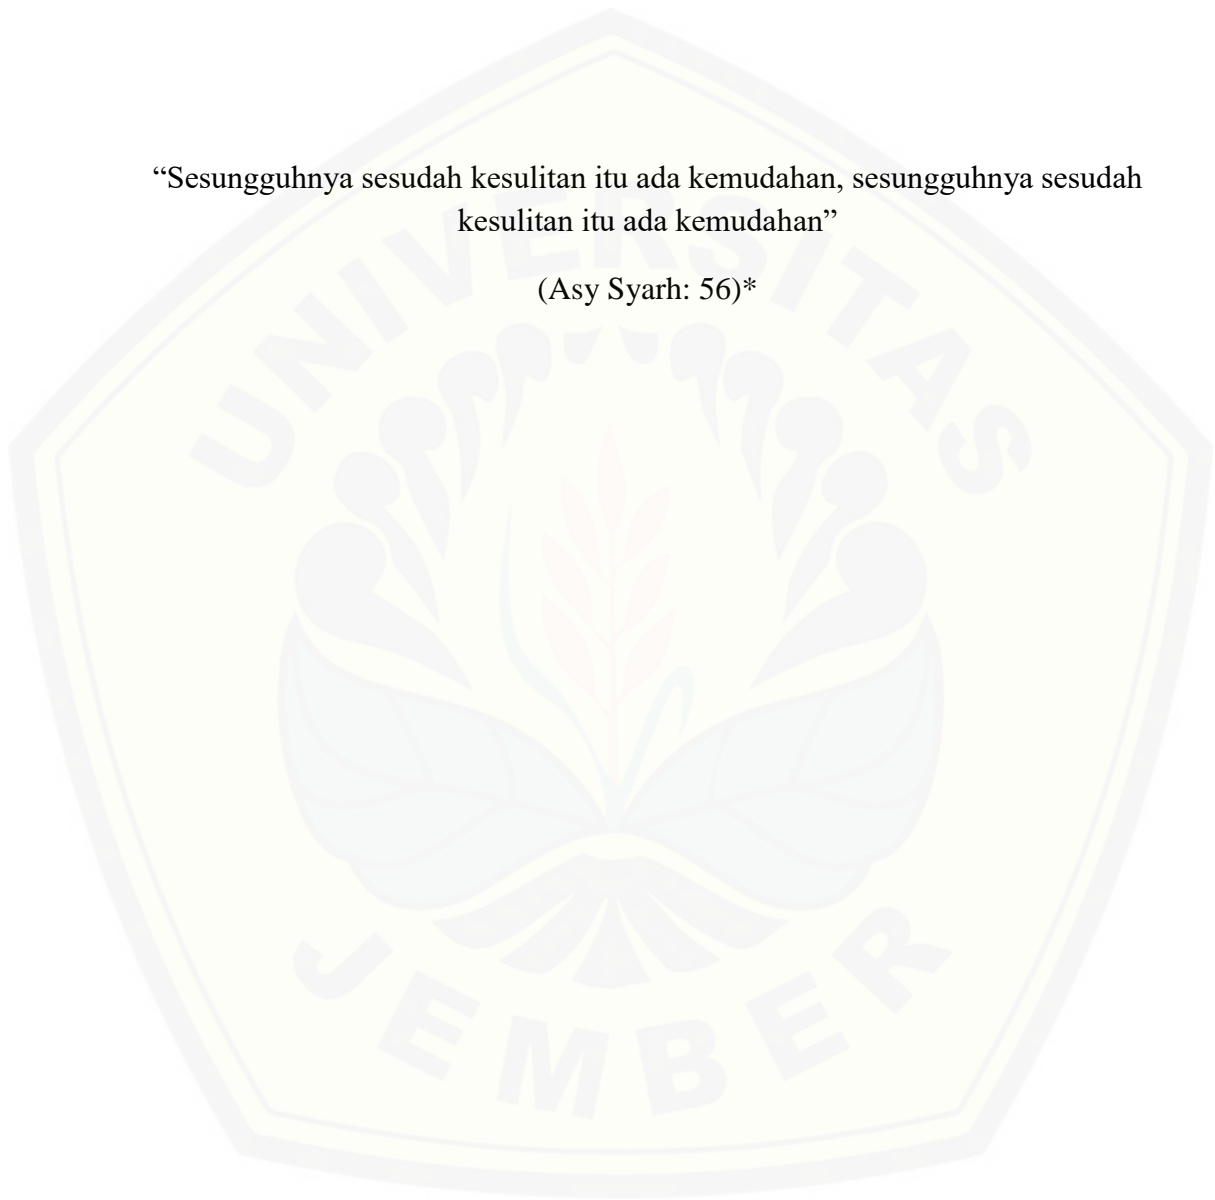 “Sesungguhnya sesudah kesulitan itu ada kemudahan, sesungguhnya sesudah
kesulitan itu ada kemudahan”
(Asy Syarh: 56)*
UNIVERSITAS
JEMBER